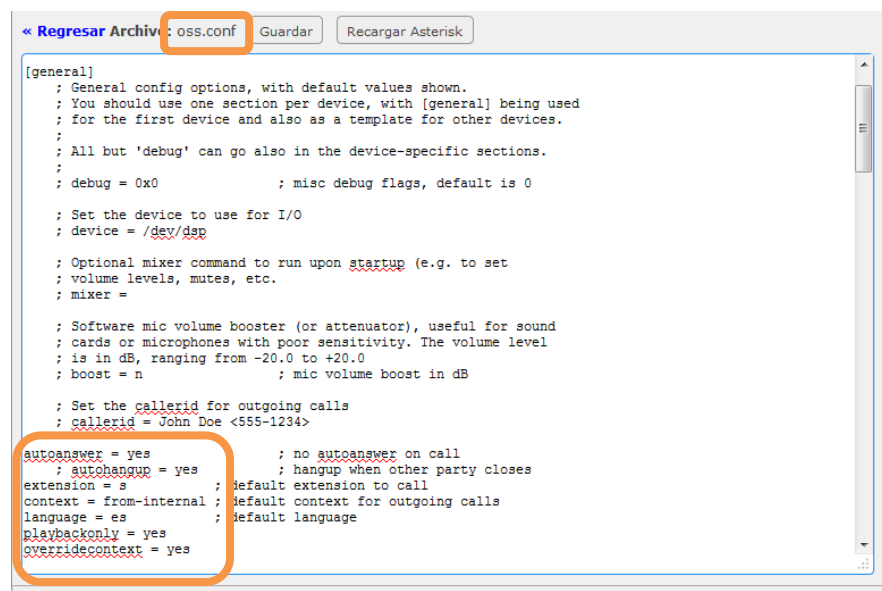 « Regresar Archivo: oss.conf Guardar Recargar Asterisk
[general]
; General config options, with default values shown.
; You should use one section per device, with [general] being used
; for the first device and also as a template for other devices.
;
; All but 'debug' can go also in the device-specific sections.
;
; debug = 0x0 ; misc debug flags, default is 0
; Set the device to use for I/O
; device = /dev/dsp
; Optional mixer command to run upon startup (e.g. to set
; volume levels, mutes, etc.
; mixer =
; Software mic volume booster (or attenuator), useful for sound
; cards or microphones with poor sensitivity. The volume level
; is in dB, ranging from -20.0 to +20.0
; boost = n ; mic volume boost in dB
; Set the callerid for outgoing calls
; callerid = John Doe <555-1234>
autoanswer = yes ; no autoanswer on call
; autohangup = yes ; hangup when other party closes
extension = s ; default extension to call
context = from-internal ; default context for outgoing calls
language = es ; default language
playbackonly = yes
overridecontext = yes